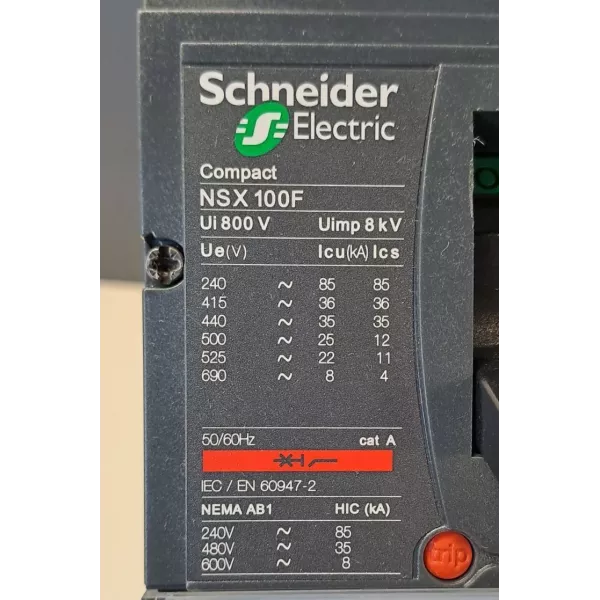 Schneider
Electric
Compact
NSX 100F
Ui 800 V Uimp 8 kV
Ue(V) Icu(kA) Ics
240 ~ 85 85
415 ~ 36 36
440 ~ 35 35
500 ~ 25 12
525 ~ 22 11
690 ~ 8 4
50/60Hz cat A
IEC / EN 60947-2
NEMA AB1 HIC (kA)
240V ~ 85
480V ~ 35
600V ~ 8
trip